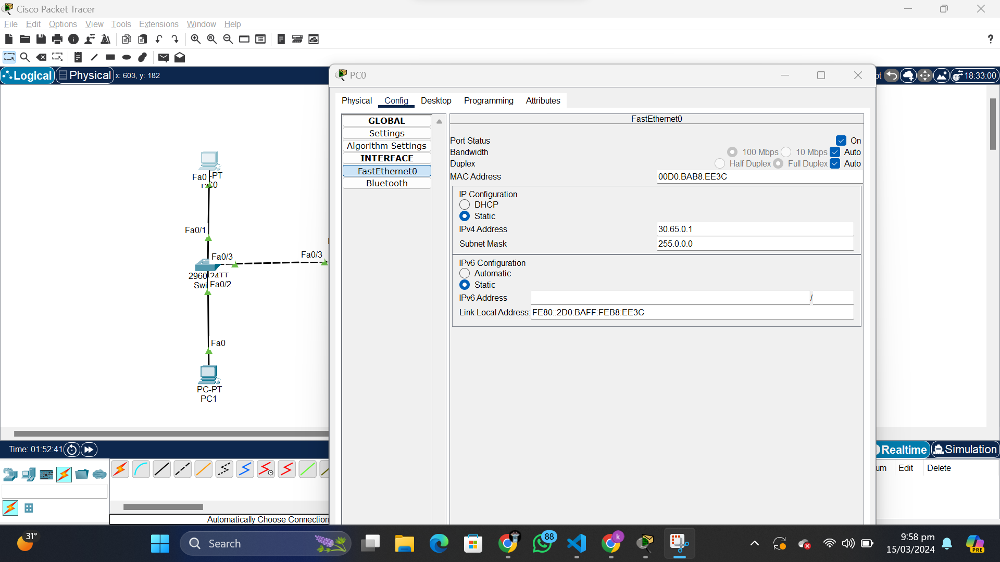 Cisco Packet Tracer
File Edit Options View Tools Extensions Window Help
?
Logical Physical x: 603, y: 182
18:33:00
PC0
Physical Config Desktop Programming Attributes
GLOBAL
Settings
Algorithm Settings
INTERFACE
FastEthernet0
Bluetooth
FastEthernet0
Port Status On
Bandwidth 100 Mbps 10 Mbps Auto
Duplex Half Duplex Full Duplex Auto
MAC Address 00D0.BAB8.EE3C
IP Configuration
DHCP
Static
IPv4 Address 30.65.0.1
Subnet Mask 255.0.0.0
IPv6 Configuration
Automatic
Static
IPv6 Address /
Link Local Address: FE80::2D0:BAFF:FEB8:EE3C
Fa0 -PT
PC0
Fa0/1
Fa0/3
Fa0/3
2960-24TT
Swi
Fa0/2
Fa0
PC-PT
PC1
Time: 01:52:41
Realtime Simulation
um Edit Delete
Automatically Choose Connection
31°
Search
88
k
9:58 pm
15/03/2024
PRE